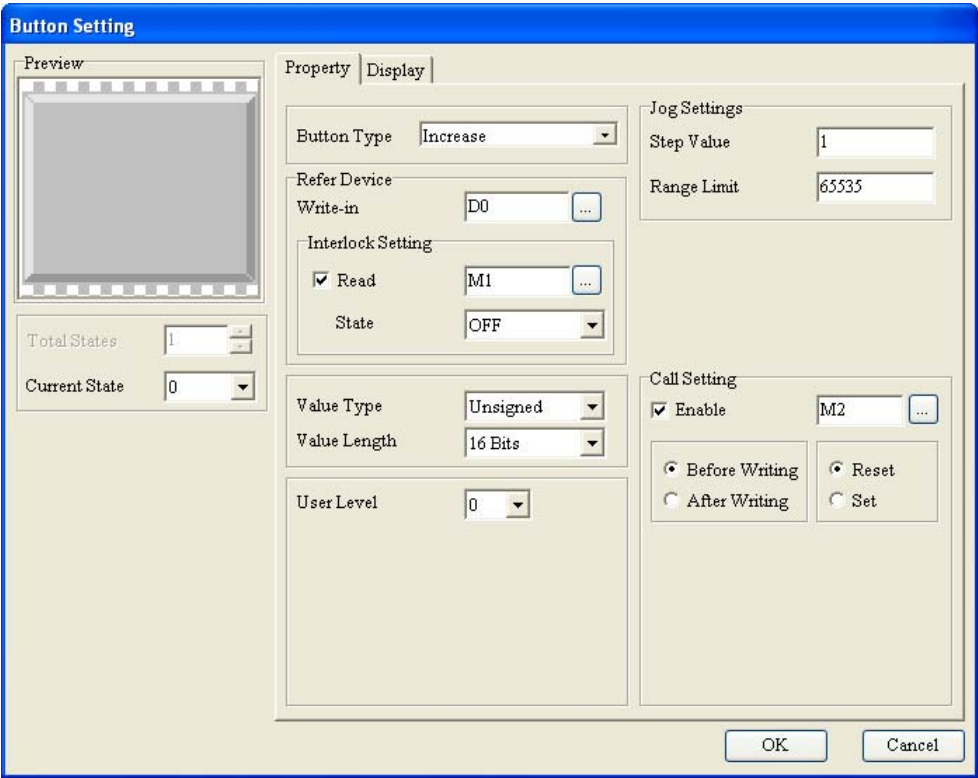 Button Setting
Preview
Total States 1
Current State 0
Property Display
Button Type Increase
Refer Device
Write-in D0 ...
Interlock Setting
Read M1 ...
State OFF
Value Type Unsigned
Value Length 16 Bits
User Level 0
Jog Settings
Step Value 1
Range Limit 65535
Call Setting
Enable M2 ...
Before Writing
After Writing
Reset
Set
OK Cancel